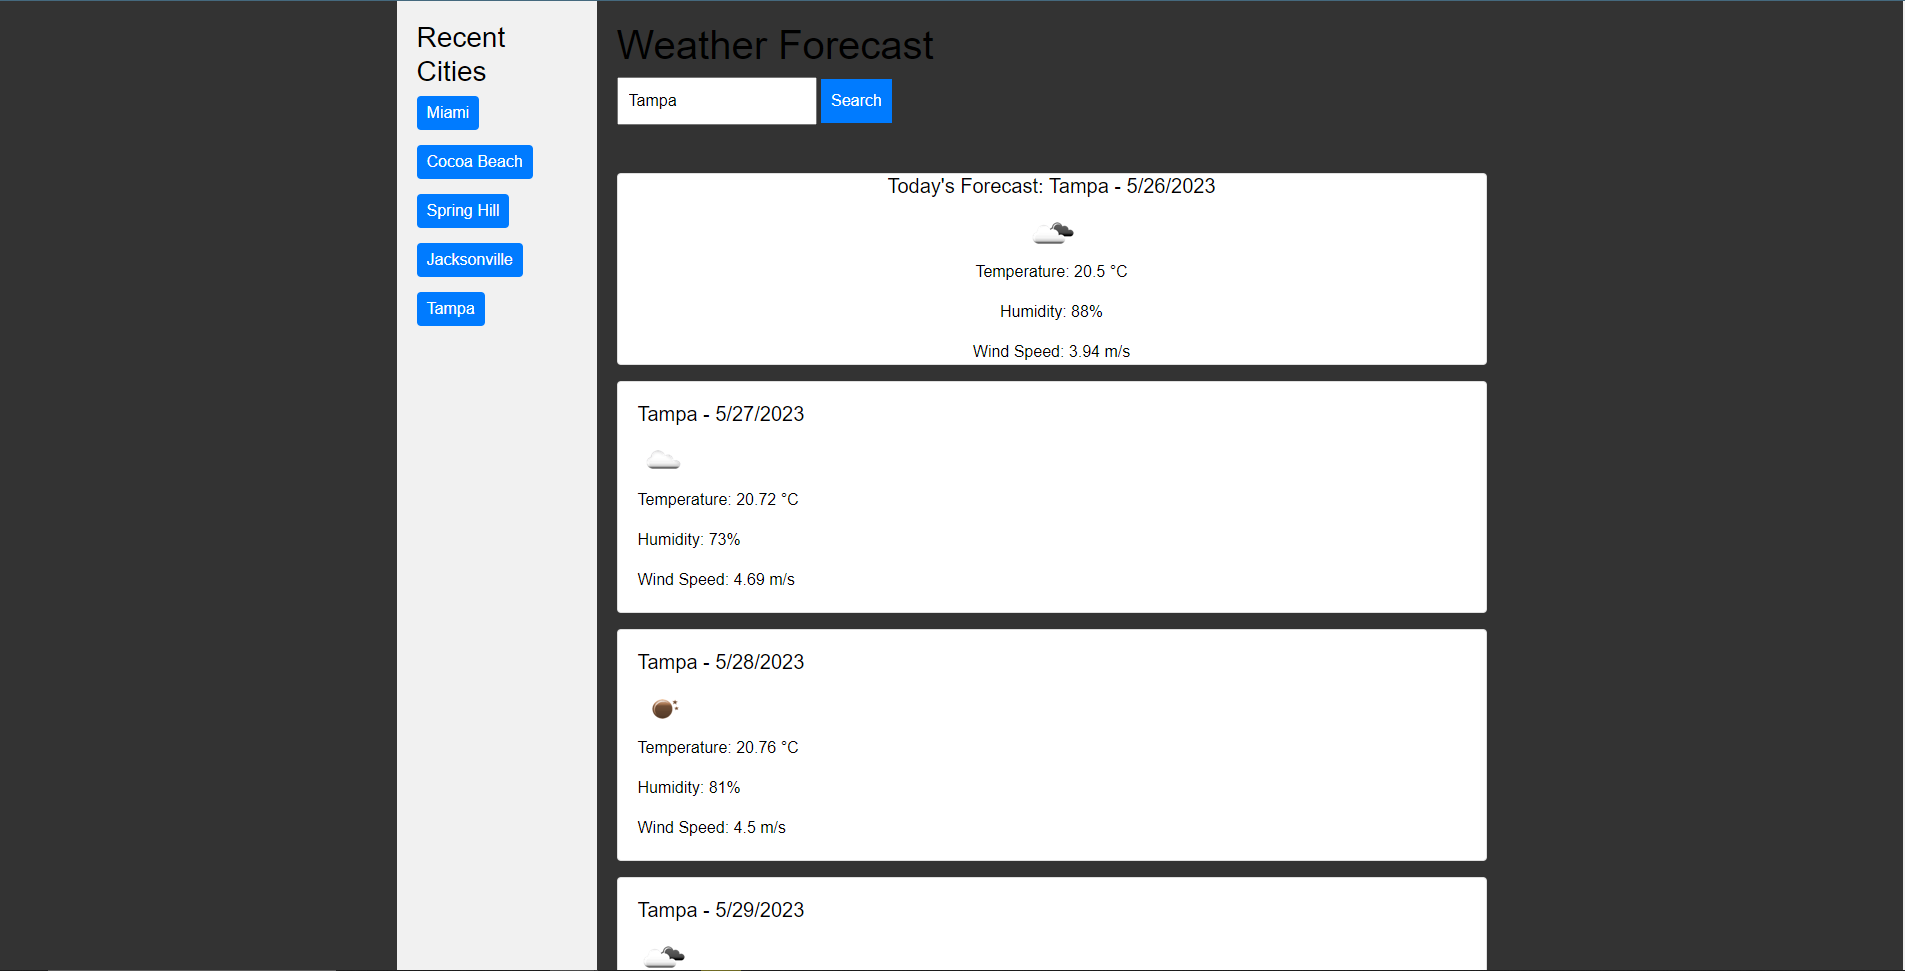 Recent
Cities
Miami
Cocoa Beach
Spring Hill
Jacksonville
Tampa
Weather Forecast
Tampa
Search
Today's Forecast: Tampa - 5/26/2023
Temperature: 20.5 °C
Humidity: 88%
Wind Speed: 3.94 m/s
Tampa - 5/27/2023
Temperature: 20.72 °C
Humidity: 73%
Wind Speed: 4.69 m/s
Tampa - 5/28/2023
Temperature: 20.76 °C
Humidity: 81%
Wind Speed: 4.5 m/s
Tampa - 5/29/2023